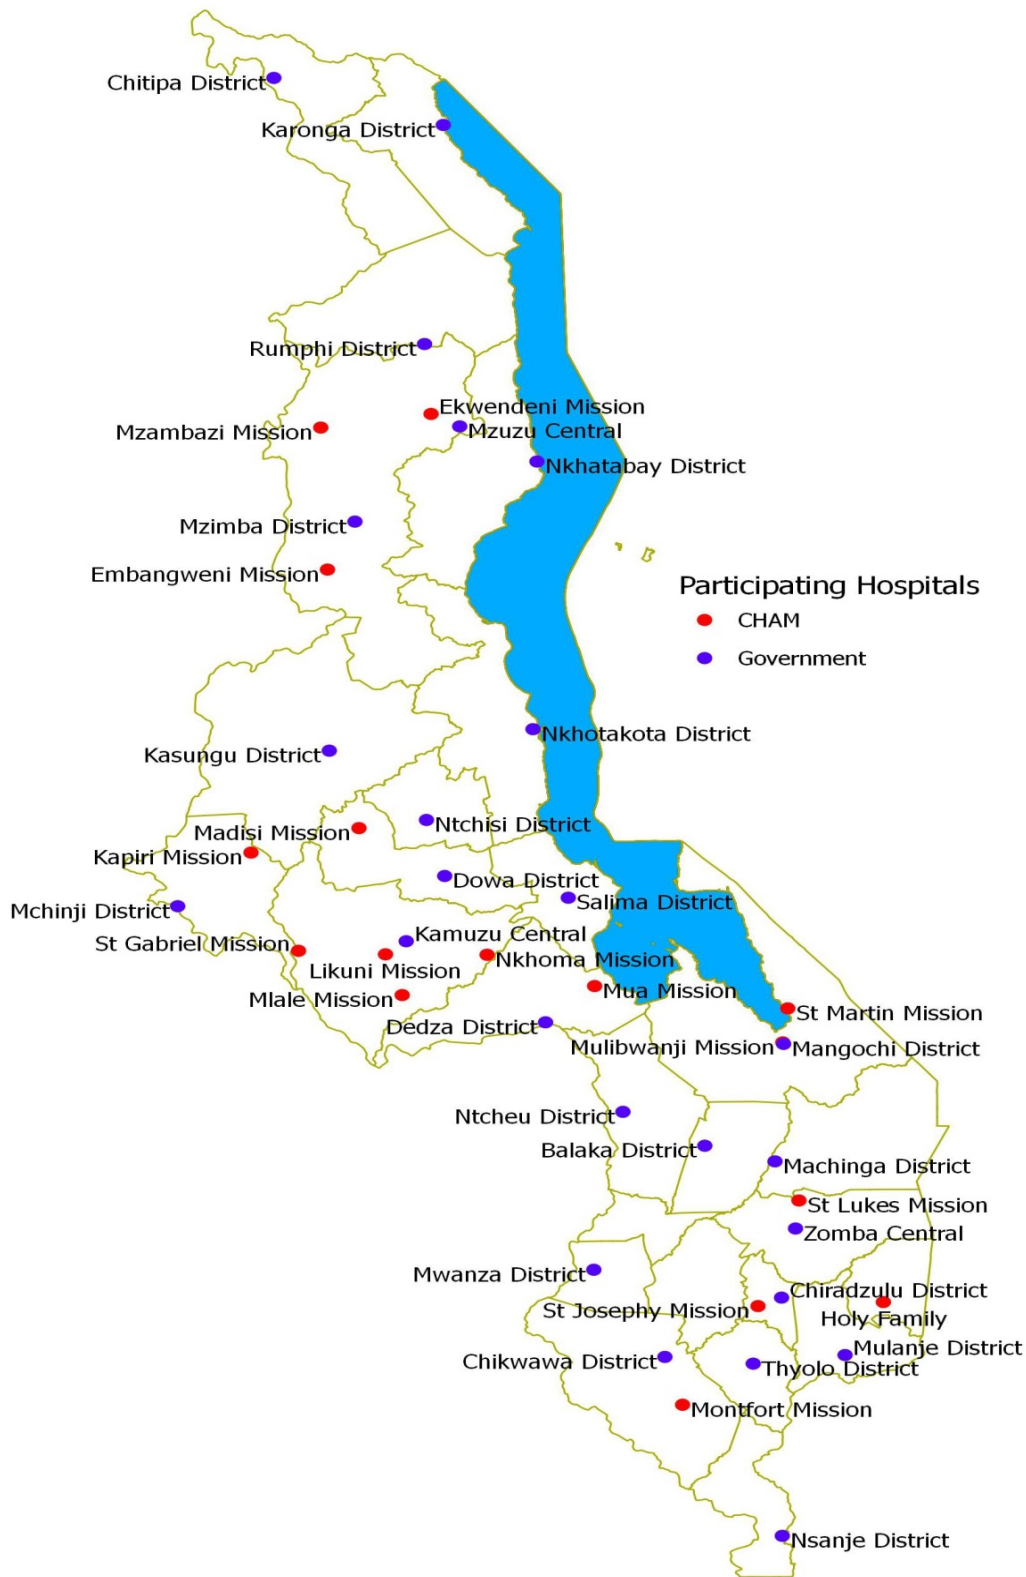 Chitipa District
Karonga District
Rumphi District
Ekwendeni Mission
Mzambazi Mission
Mzuzu Central
Nkhatabay District
Mzimba District
Embangweni Mission
Participating Hospitals
CHAM
Government
Nkhotakota District
Kasungu District
Ntchisi District
Madisi Mission
Kapiri Mission
Dowa District
Salima District
Mchinji District
Kamuzu Central
St Gabriel Mission
Nkhoma Mission
Likuni Mission
Mua Mission
Mlale Mission
St Martin Mission
Dedza District
Mulibwanji Mission
Mangochi District
Ntcheu District
Balaka District
Machinga District
St Lukes Mission
Zomba Central
Mwanza District
Chiradzulu District
St Josephy Mission
Holy Family
Mulanje District
Chikwawa District
Thyolo District
Montfort Mission
Nsanje District